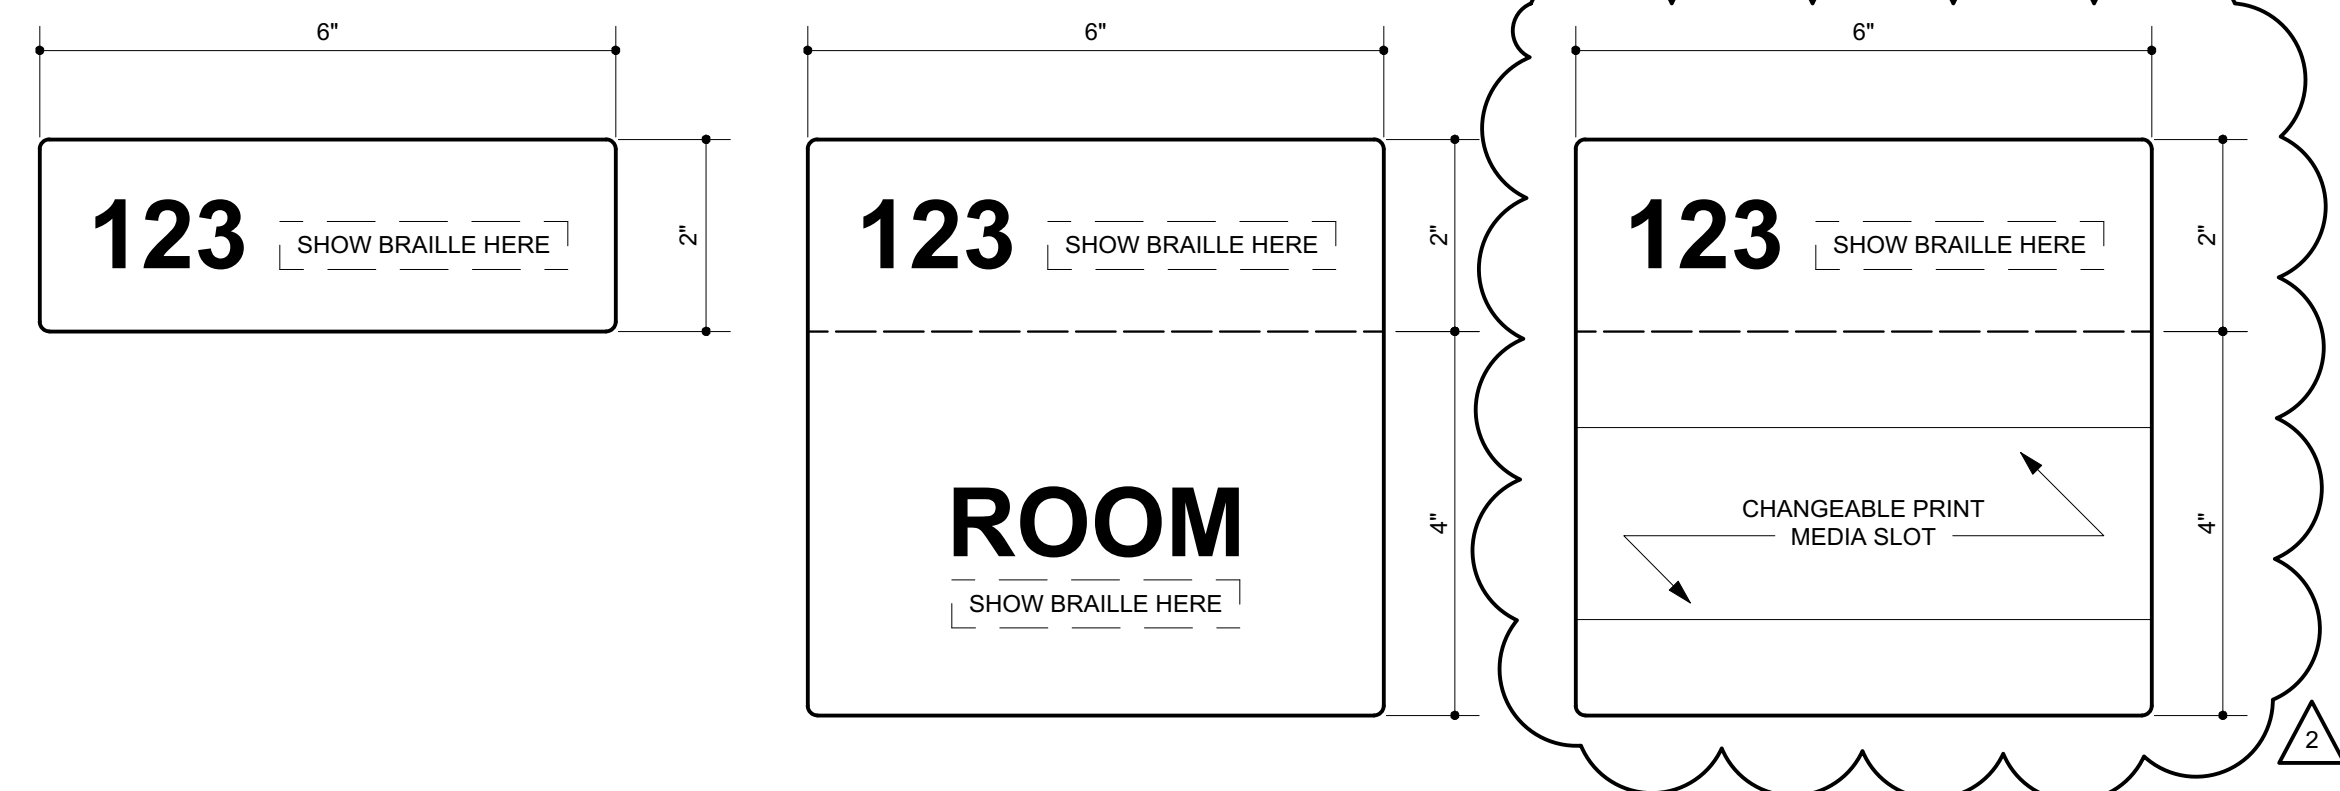 6"
6"
6"
123
SHOW BRAILLE HERE
2"
123
SHOW BRAILLE HERE
2"
123
SHOW BRAILLE HERE
2"
ROOM
SHOW BRAILLE HERE
4"
CHANGEABLE PRINT
MEDIA SLOT
4"
2